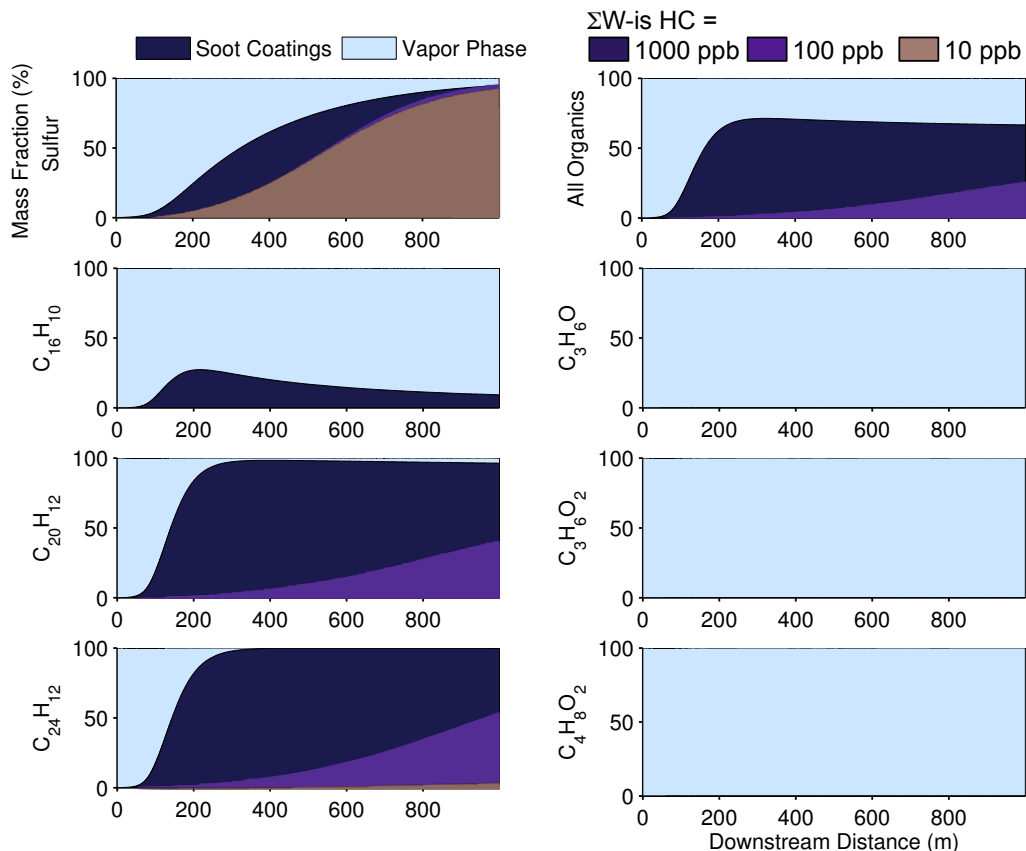 ΣW-is HC =
Soot Coatings Vapor Phase
1000 ppb 100 ppb 10 ppb
Mass Fraction (%)
Sulfur
100
50
0
0 200 400 600 800
All Organics
100
50
0
0 200 400 600 800
C₁₆H₁₀
100
50
0
0 200 400 600 800
C₃H₆O
100
50
0
0 200 400 600 800
C₂₀H₁₂
100
50
0
0 200 400 600 800
C₃H₆O₂
100
50
0
0 200 400 600 800
C₂₄H₁₂
100
50
0
0 200 400 600 800
C₄H₈O₂
100
50
0
0 200 400 600 800
Downstream Distance (m)